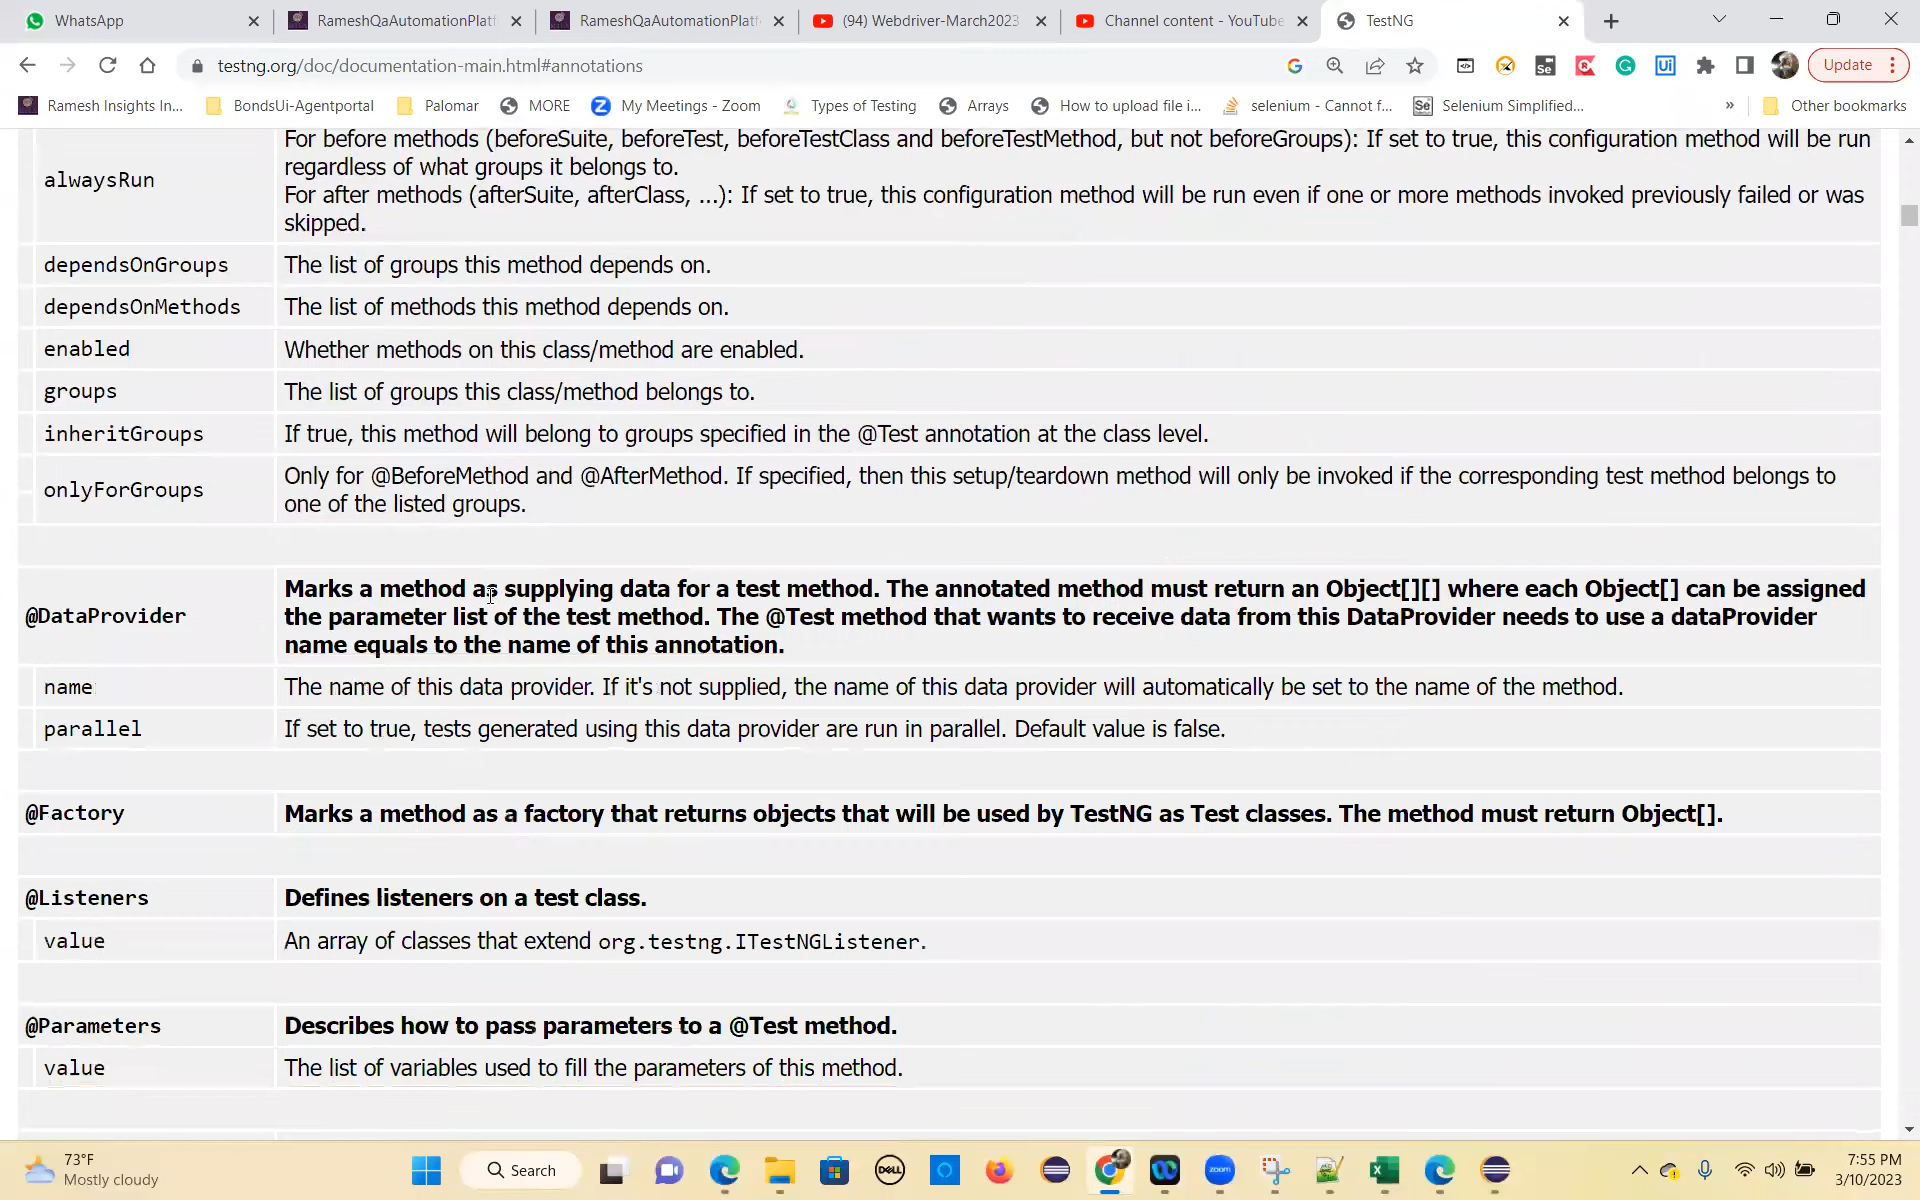 WhatsApp
RameshQaAutomationPlatf
RameshQaAutomationPlatf
(94) Webdriver-March2023
Channel content - YouTube
TestNG
testng.org/doc/documentation-main.html#annotations
Update
Ramesh Insights In...
BondsUi-Agentportal
Palomar
MORE
My Meetings - Zoom
Types of Testing
Arrays
How to upload file i...
selenium - Cannot f...
Selenium Simplified...
»
Other bookmarks
alwaysRun
For before methods (beforeSuite, beforeTest, beforeTestClass and beforeTestMethod, but not beforeGroups): If set to true, this configuration method will be run
regardless of what groups it belongs to.
For after methods (afterSuite, afterClass, ...): If set to true, this configuration method will be run even if one or more methods invoked previously failed or was
skipped.
dependsOnGroups The list of groups this method depends on.
dependsOnMethods The list of methods this method depends on.
enabled Whether methods on this class/method are enabled.
groups The list of groups this class/method belongs to.
inheritGroups If true, this method will belong to groups specified in the @Test annotation at the class level.
onlyForGroups
Only for @BeforeMethod and @AfterMethod. If specified, then this setup/teardown method will only be invoked if the corresponding test method belongs to
one of the listed groups.
@DataProvider
Marks a method as supplying data for a test method. The annotated method must return an Object[][] where each Object[] can be assigned
the parameter list of the test method. The @Test method that wants to receive data from this DataProvider needs to use a dataProvider
name equals to the name of this annotation.
name The name of this data provider. If it's not supplied, the name of this data provider will automatically be set to the name of the method.
parallel If set to true, tests generated using this data provider are run in parallel. Default value is false.
@Factory Marks a method as a factory that returns objects that will be used by TestNG as Test classes. The method must return Object[].
@Listeners Defines listeners on a test class.
value An array of classes that extend org.testng.ITestNGListener.
@Parameters Describes how to pass parameters to a @Test method.
value The list of variables used to fill the parameters of this method.
73°F
Mostly cloudy
Search
DELL
zoom
7:55 PM
3/10/2023